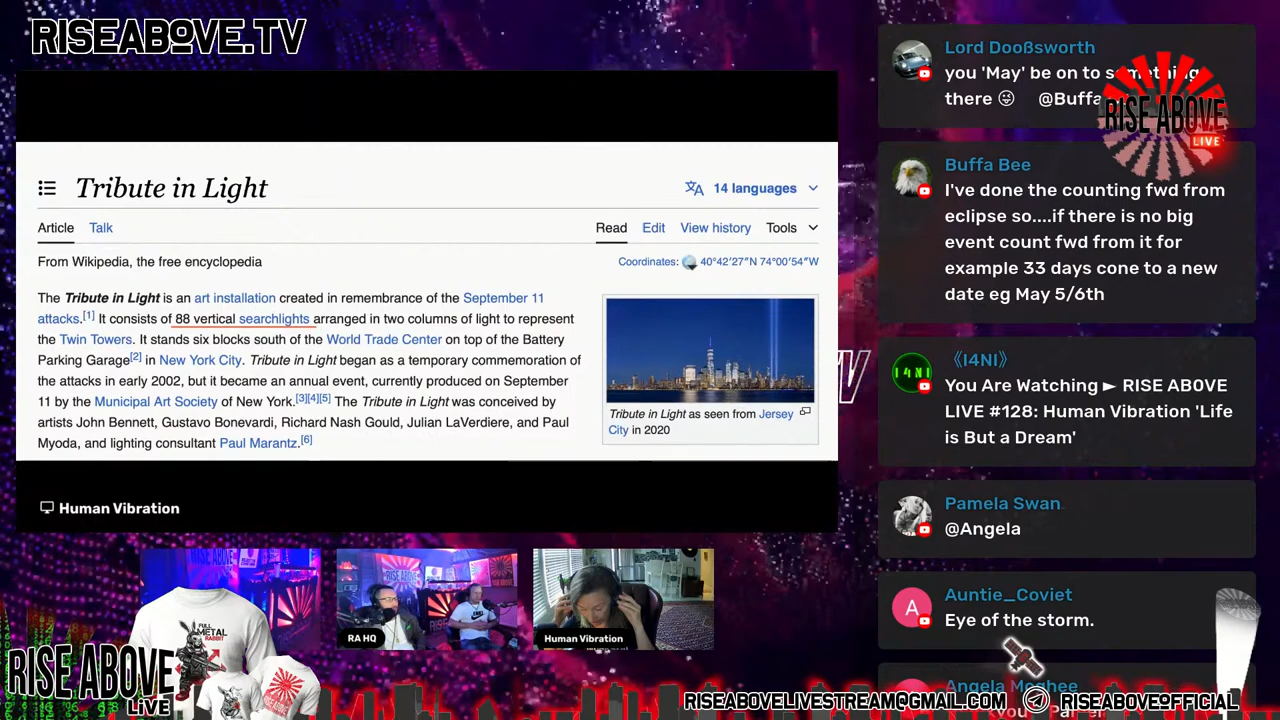 RISEABOVE.TV
Tribute in Light
14 languages
Article Talk
Read Edit View history Tools
From Wikipedia, the free encyclopedia
Coordinates: 40°42′27″N 74°00′54″W
The Tribute in Light is an art installation created in remembrance of the September 11
attacks.[1] It consists of 88 vertical searchlights arranged in two columns of light to represent
the Twin Towers. It stands six blocks south of the World Trade Center on top of the Battery
Parking Garage[2] in New York City. Tribute in Light began as a temporary commemoration of
the attacks in early 2002, but it became an annual event, currently produced on September
11 by the Municipal Art Society of New York.[3][4][5] The Tribute in Light was conceived by
artists John Bennett, Gustavo Bonevardi, Richard Nash Gould, Julian LaVerdiere, and Paul
Myoda, and lighting consultant Paul Marantz.[6]
Tribute in Light as seen from Jersey
City in 2020
Human Vibration
RA HQ
Human Vibration
FULL
METAL
RABBIT
RISE ABOVE
LIVE
Lord Dooßsworth
you 'May' be on to something
there 😜 @Buffa
RISE ABOVE
LIVE
Buffa Bee
I've done the counting fwd from
eclipse so....if there is no big
event count fwd from it for
example 33 days cone to a new
date eg May 5/6th
I4NI
《I4NI》
You Are Watching ► RISE ABOVE
LIVE #128: Human Vibration 'Life
is But a Dream'
Pamela Swan
@Angela
A
Auntie_Coviet
Eye of the storm.
Angela
RISEABOVELIVESTREAM@GMAIL.COM RISEABOVEOFFICIAL